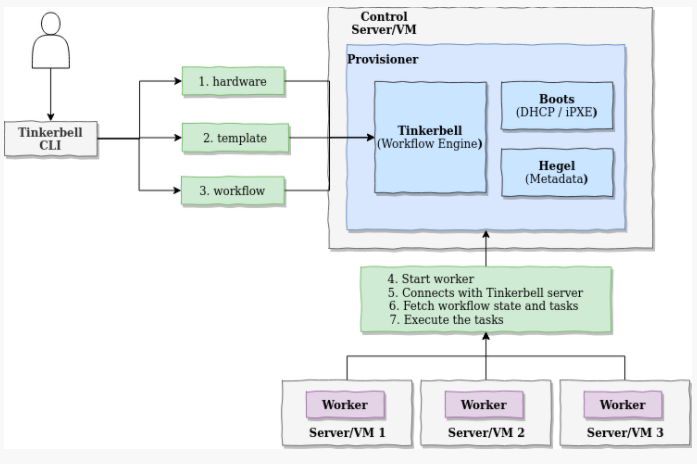 Control
Server/VM
Provisioner
1. hardware
Tinkerbell
CLI
2. template
3. workflow
Tinkerbell
(Workflow Engine)
Boots
(DHCP / iPXE)
Hegel
(Metadata)
4. Start worker
5. Connects with Tinkerbell server
6. Fetch workflow state and tasks
7. Execute the tasks
Worker
Server/VM 1
Worker
Server/VM 2
Worker
Server/VM 3